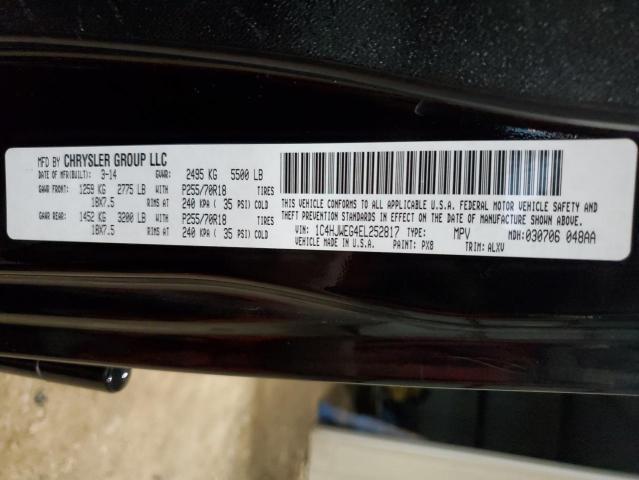 MFD BY CHRYSLER GROUP LLC
DATE OF MFR(BUILT): 3-14 GVWR: 2495 KG 5500 LB
GAWR FRONT: 1259 KG 2775 LB WITH P255/70R18 TIRES
18X7.5 RIMS AT 240 KPA ( 35 PSI) COLD
GAWR REAR: 1452 KG 3200 LB WITH P255/70R18 TIRES
18X7.5 RIMS AT 240 KPA ( 35 PSI) COLD
THIS VEHICLE CONFORMS TO ALL APPLICABLE U.S.A. FEDERAL MOTOR VEHICLE SAFETY AND
THEFT PREVENTION STANDARDS IN EFFECT ON THE DATE OF MANUFACTURE SHOWN ABOVE.
VIN: 1C4HJWEG4EL252817 TYPE: MPV MDH: 030706 048AA
VEHICLE MADE IN U.S.A. PAINT: PX8 TRIM: ALXV